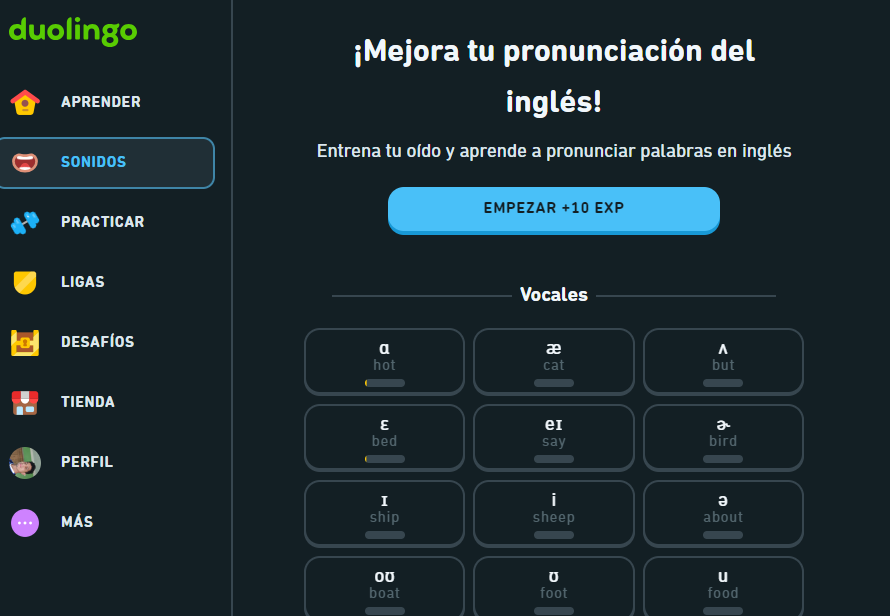 duolingo
APRENDER
SONIDOS
PRACTICAR
LIGAS
DESAFÍOS
TIENDA
PERFIL
MÁS
¡Mejora tu pronunciación del
inglés!
Entrena tu oído y aprende a pronunciar palabras en inglés
EMPEZAR +10 EXP
Vocales
ɑ
hot
æ
cat
ʌ
but
ɛ
bed
eɪ
say
ɚ
bird
ɪ
ship
i
sheep
ə
about
oʊ
boat
ʊ
foot
u
food